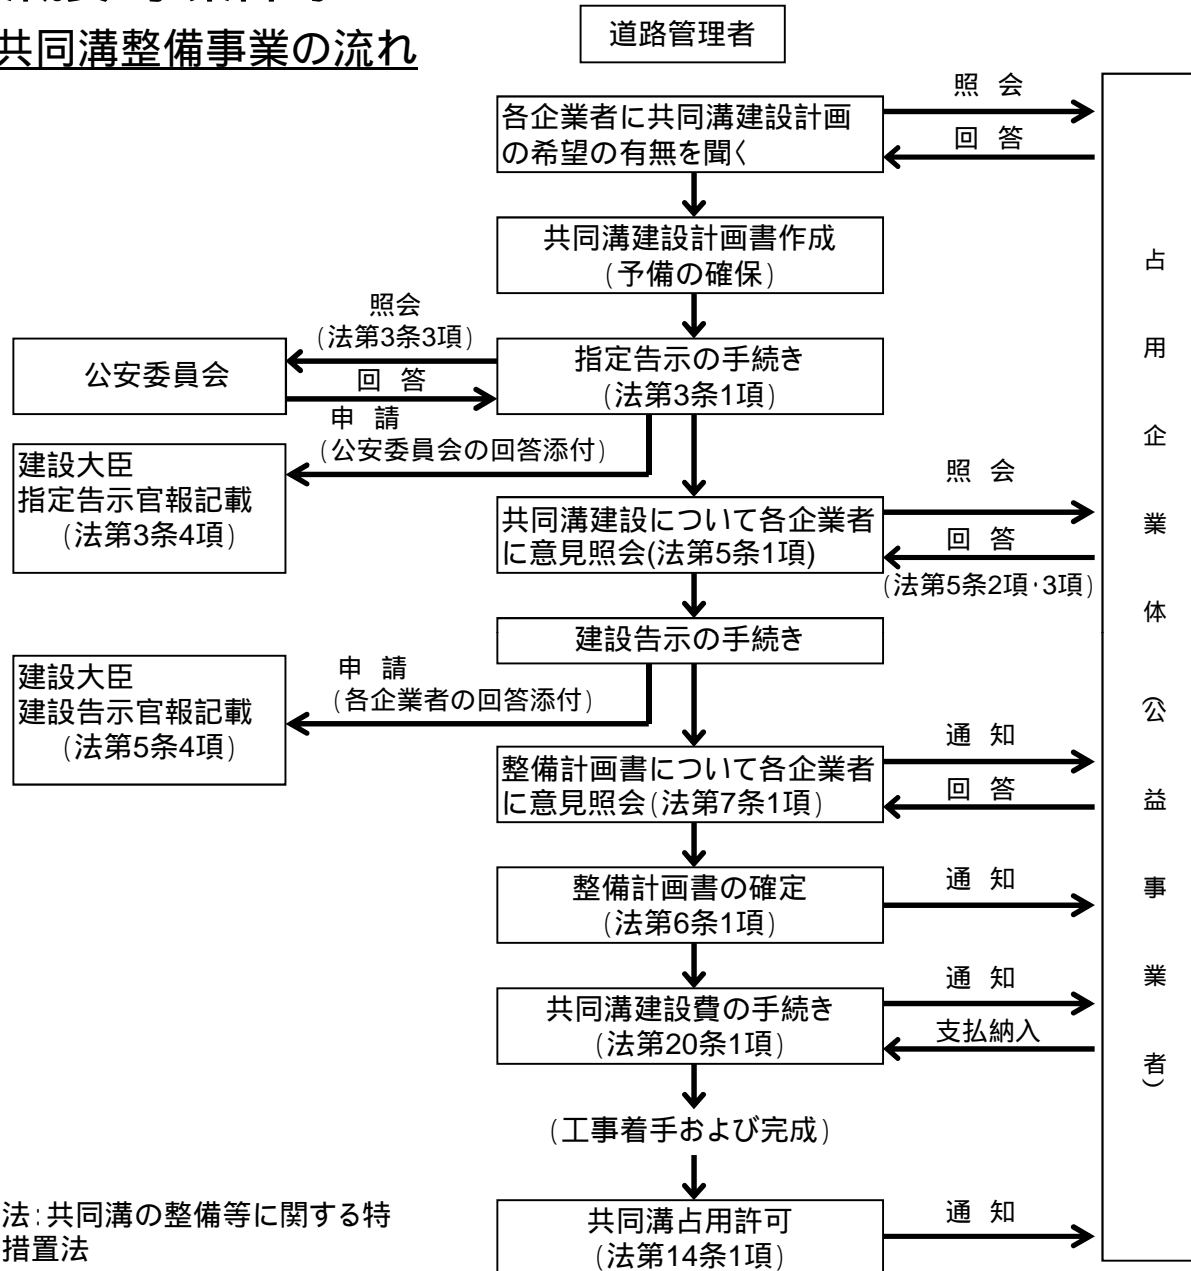 共同溝整備事業の流れ
道路管理者
照 会
各企業者に共同溝建設計画
の希望の有無を聞く
回 答
共同溝建設計画書作成
(予備の確保)
照会
(法第3条3項)
公安委員会
指定告示の手続き
(法第3条1項)
回 答
申 請
(公安委員会の回答添付)
建設大臣
指定告示官報記載
(法第3条4項)
照 会
共同溝建設について各企業者
に意見照会(法第5条1項)
回 答
(法第5条2項・3項)
建設告示の手続き
申 請
(各企業者の回答添付)
建設大臣
建設告示官報記載
(法第5条4項)
通 知
整備計画書について各企業者
に意見照会(法第7条1項)
回 答
整備計画書の確定
(法第6条1項)
通 知
共同溝建設費の手続き
(法第20条1項)
通 知
支払納入
(工事着手および完成)
共同溝占用許可
(法第14条1項)
通 知
占用企業体(公益事業者)
法:共同溝の整備等に関する特
措置法